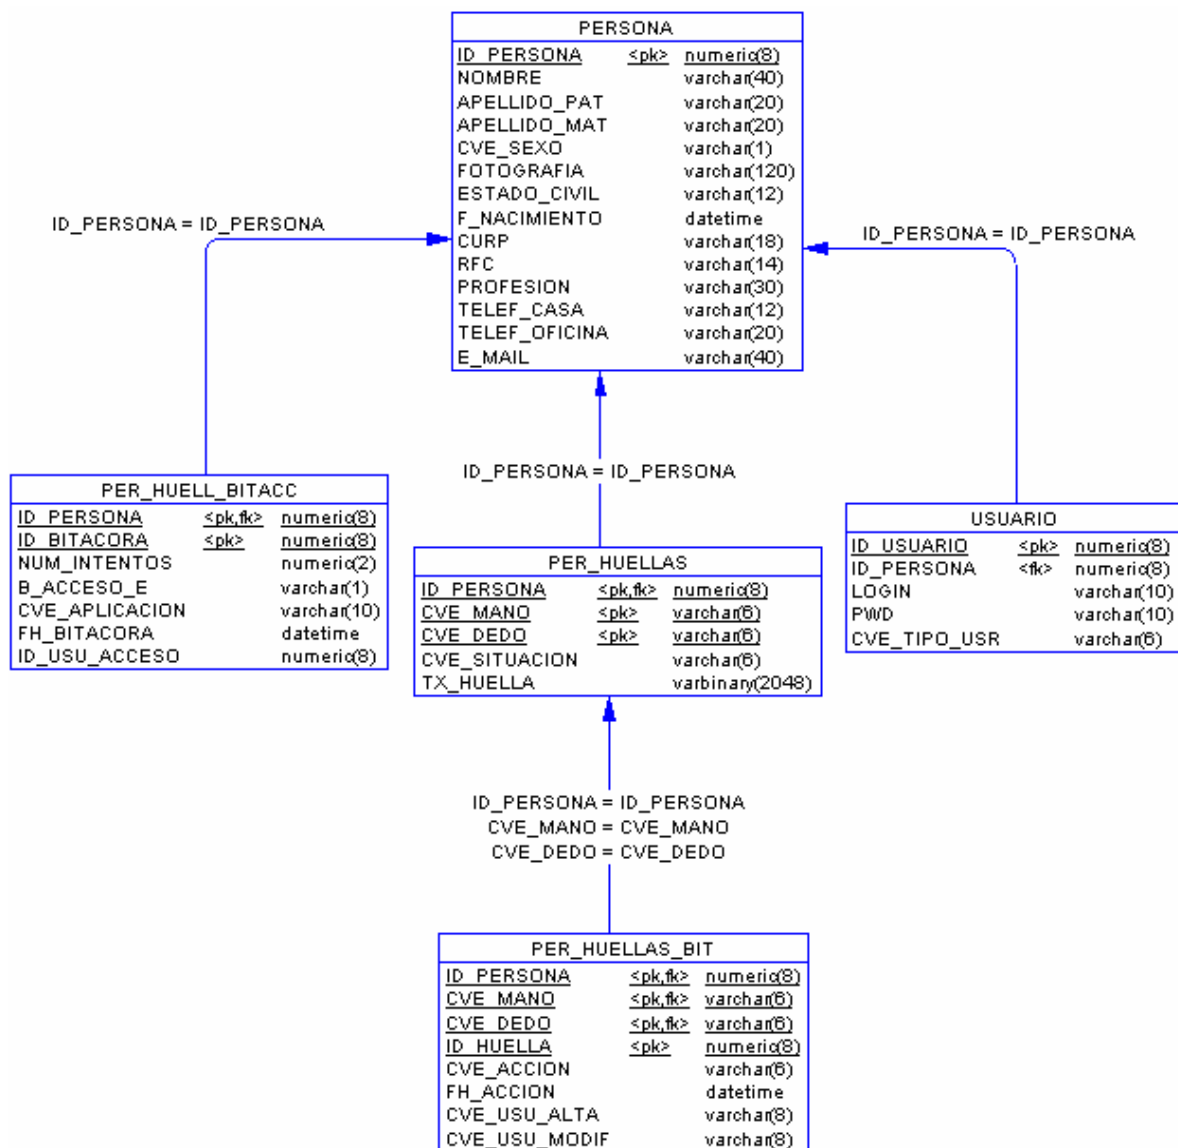 PERSONA
ID_PERSONA <pk> numeric(8)
NOMBRE varchar(40)
APELLIDO_PAT varchar(20)
APELLIDO_MAT varchar(20)
CVE_SEXO varchar(1)
FOTOGRAFIA varchar(120)
ESTADO_CIVIL varchar(12)
F_NACIMIENTO datetime
CURP varchar(18)
RFC varchar(14)
PROFESION varchar(30)
TELEF_CASA varchar(12)
TELEF_OFICINA varchar(20)
E_MAIL varchar(40)
ID_PERSONA = ID_PERSONA
ID_PERSONA = ID_PERSONA
ID_PERSONA = ID_PERSONA
PER_HUELL_BITACC
ID_PERSONA <pk,fk> numeric(8)
ID_BITACORA <pk> numeric(8)
NUM_INTENTOS numeric(2)
B_ACCESO_E varchar(1)
CVE_APLICACION varchar(10)
FH_BITACORA datetime
ID_USU_ACCESO numeric(8)
PER_HUELLAS
ID_PERSONA <pk,fk> numeric(8)
CVE_MANO <pk> varchar(6)
CVE_DEDO <pk> varchar(6)
CVE_SITUACION varchar(6)
TX_HUELLA varbinary(2048)
USUARIO
ID_USUARIO <pk> numeric(8)
ID_PERSONA <fk> numeric(8)
LOGIN varchar(10)
PWD varchar(10)
CVE_TIPO_USR varchar(6)
ID_PERSONA = ID_PERSONA
CVE_MANO = CVE_MANO
CVE_DEDO = CVE_DEDO
PER_HUELLAS_BIT
ID_PERSONA <pk,fk> numeric(8)
CVE_MANO <pk,fk> varchar(6)
CVE_DEDO <pk,fk> varchar(6)
ID_HUELLA <pk> numeric(8)
CVE_ACCION varchar(6)
FH_ACCION datetime
CVE_USU_ALTA varchar(8)
CVE_USU_MODIF varchar(8)